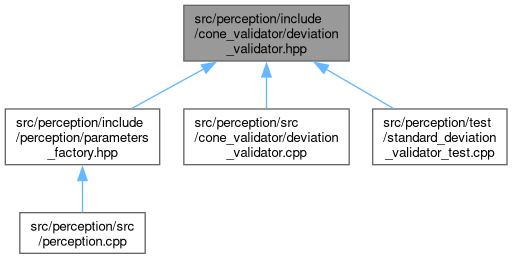 src/perception/include
/cone_validator/deviation
_validator.hpp
src/perception/include
/perception/parameters
_factory.hpp
src/perception/src
/cone_validator/deviation
_validator.cpp
src/perception/test
/standard_deviation
_validator_test.cpp
src/perception/src
/perception.cpp